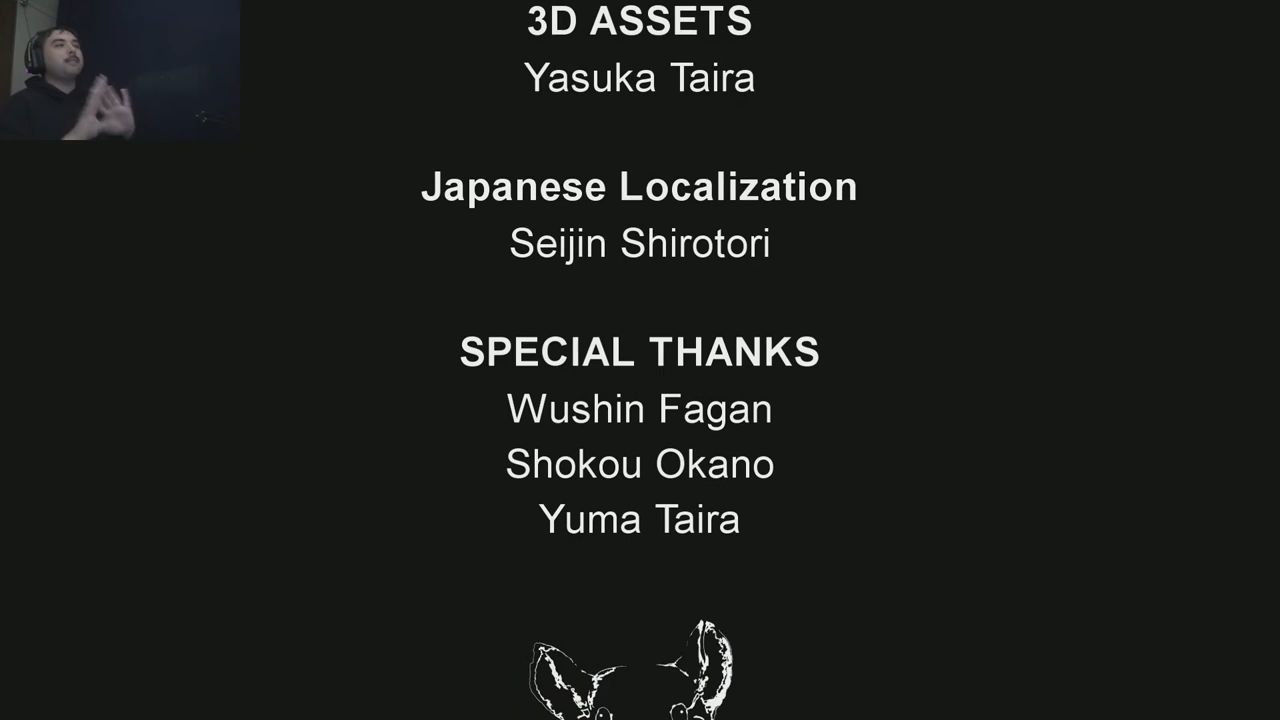 3D ASSETS
Yasuka Taira
Japanese Localization
Seijin Shirotori
SPECIAL THANKS
Wushin Fagan
Shokou Okano
Yuma Taira